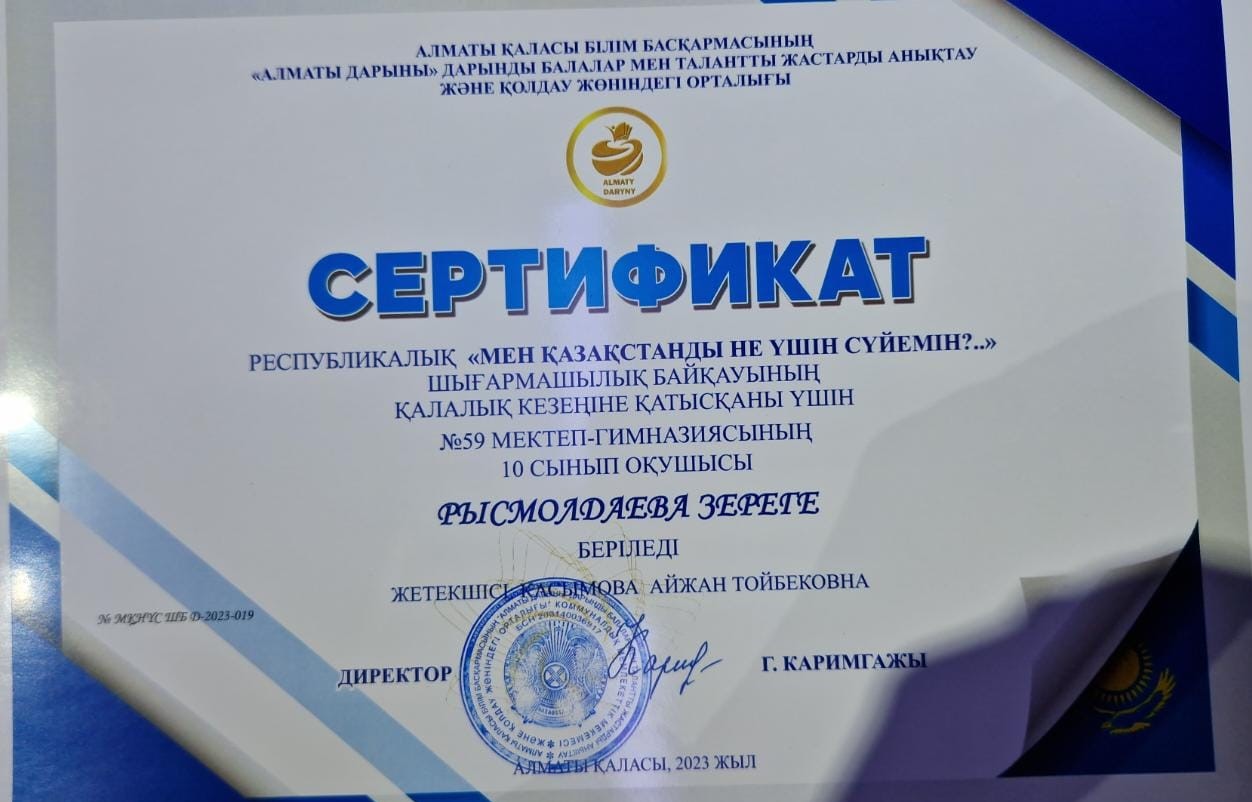 АЛМАТЫ ҚАЛАСЫ БІЛІМ БАСҚАРМАСЫНЫҢ
«АЛМАТЫ ДАРЫНЫ» ДАРЫНДЫ БАЛАЛАР МЕН ТАЛАНТТЫ ЖАСТАРДЫ АНЫҚТАУ
ЖӘНЕ ҚОЛДАУ ЖӨНІНДЕГІ ОРТАЛЫҒЫ
ALMATY
DARYNY
СЕРТИФИКАТ
РЕСПУБЛИКАЛЫҚ «МЕН ҚАЗАҚСТАНДЫ НЕ ҮШІН СҮЙЕМІН?..»
ШЫҒАРМАШЫЛЫҚ БАЙҚАУЫНЫҢ
ҚАЛАЛЫҚ КЕЗЕҢІНЕ ҚАТЫСҚАНЫ ҮШІН
№59 МЕКТЕП-ГИМНАЗИЯСЫНЫҢ
10 СЫНЫП ОҚУШЫСЫ
РЫСМОЛДАЕВА ЗЕРЕГЕ
БЕРІЛЕДІ
ЖЕТЕКШІСІ ҚАСЫМОВА АЙЖАН ТОЙБЕКОВНА
№ МҚНҮС ШБ D-2023-019
ДИРЕКТОР
Г. КАРИМГАЖЫ
АЛМАТЫ ҚАЛАСЫ, 2023 ЖЫЛ